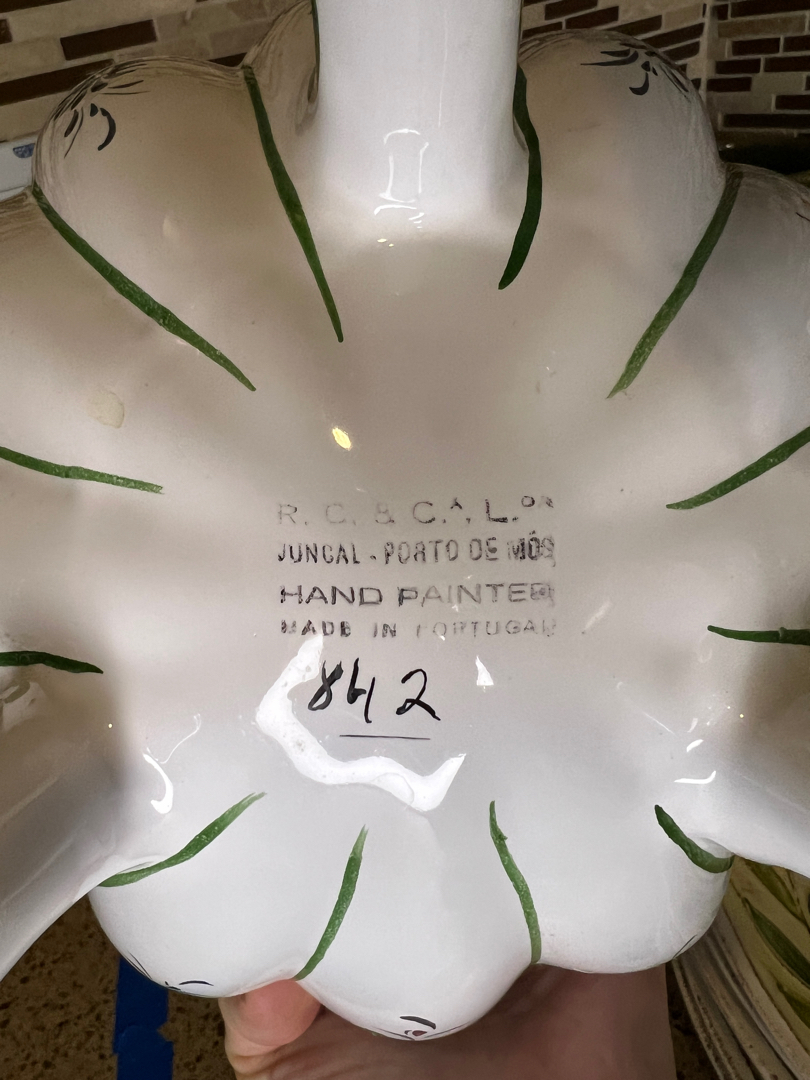 R. C. & C.ᴬ, L.ᴰᴬ
JUNCAL - PORTO DE MÓS
HAND PAINTED
MADE IN PORTUGAL
842